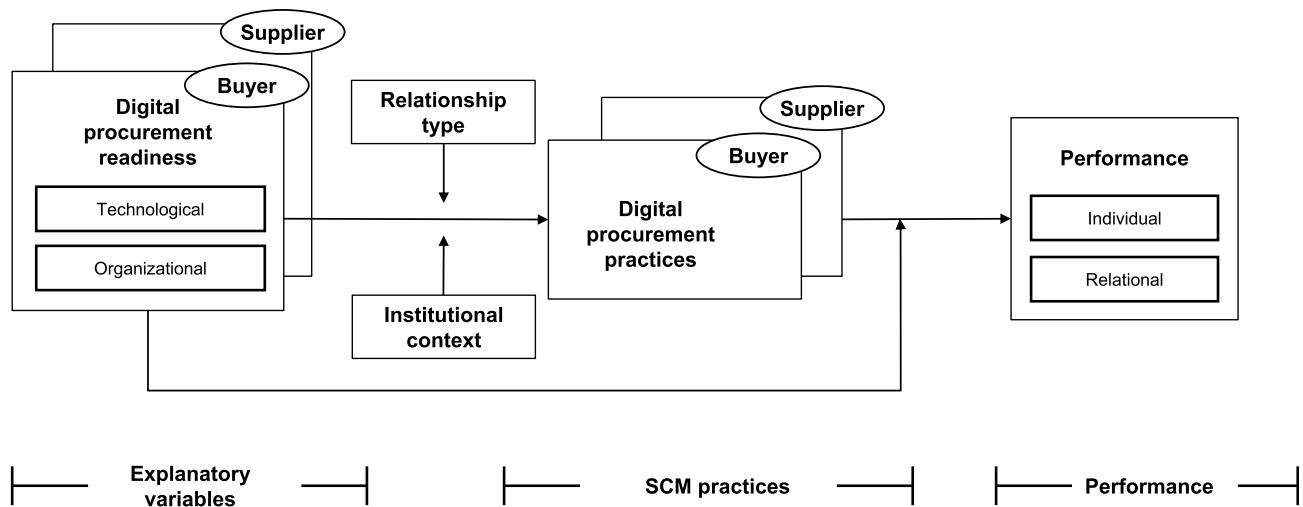 Supplier
Buyer
Digital
procurement
readiness
Technological
Organizational
Relationship
type
Institutional
context
Supplier
Buyer
Digital
procurement
practices
Performance
Individual
Relational
Explanatory
variables
SCM practices
Performance